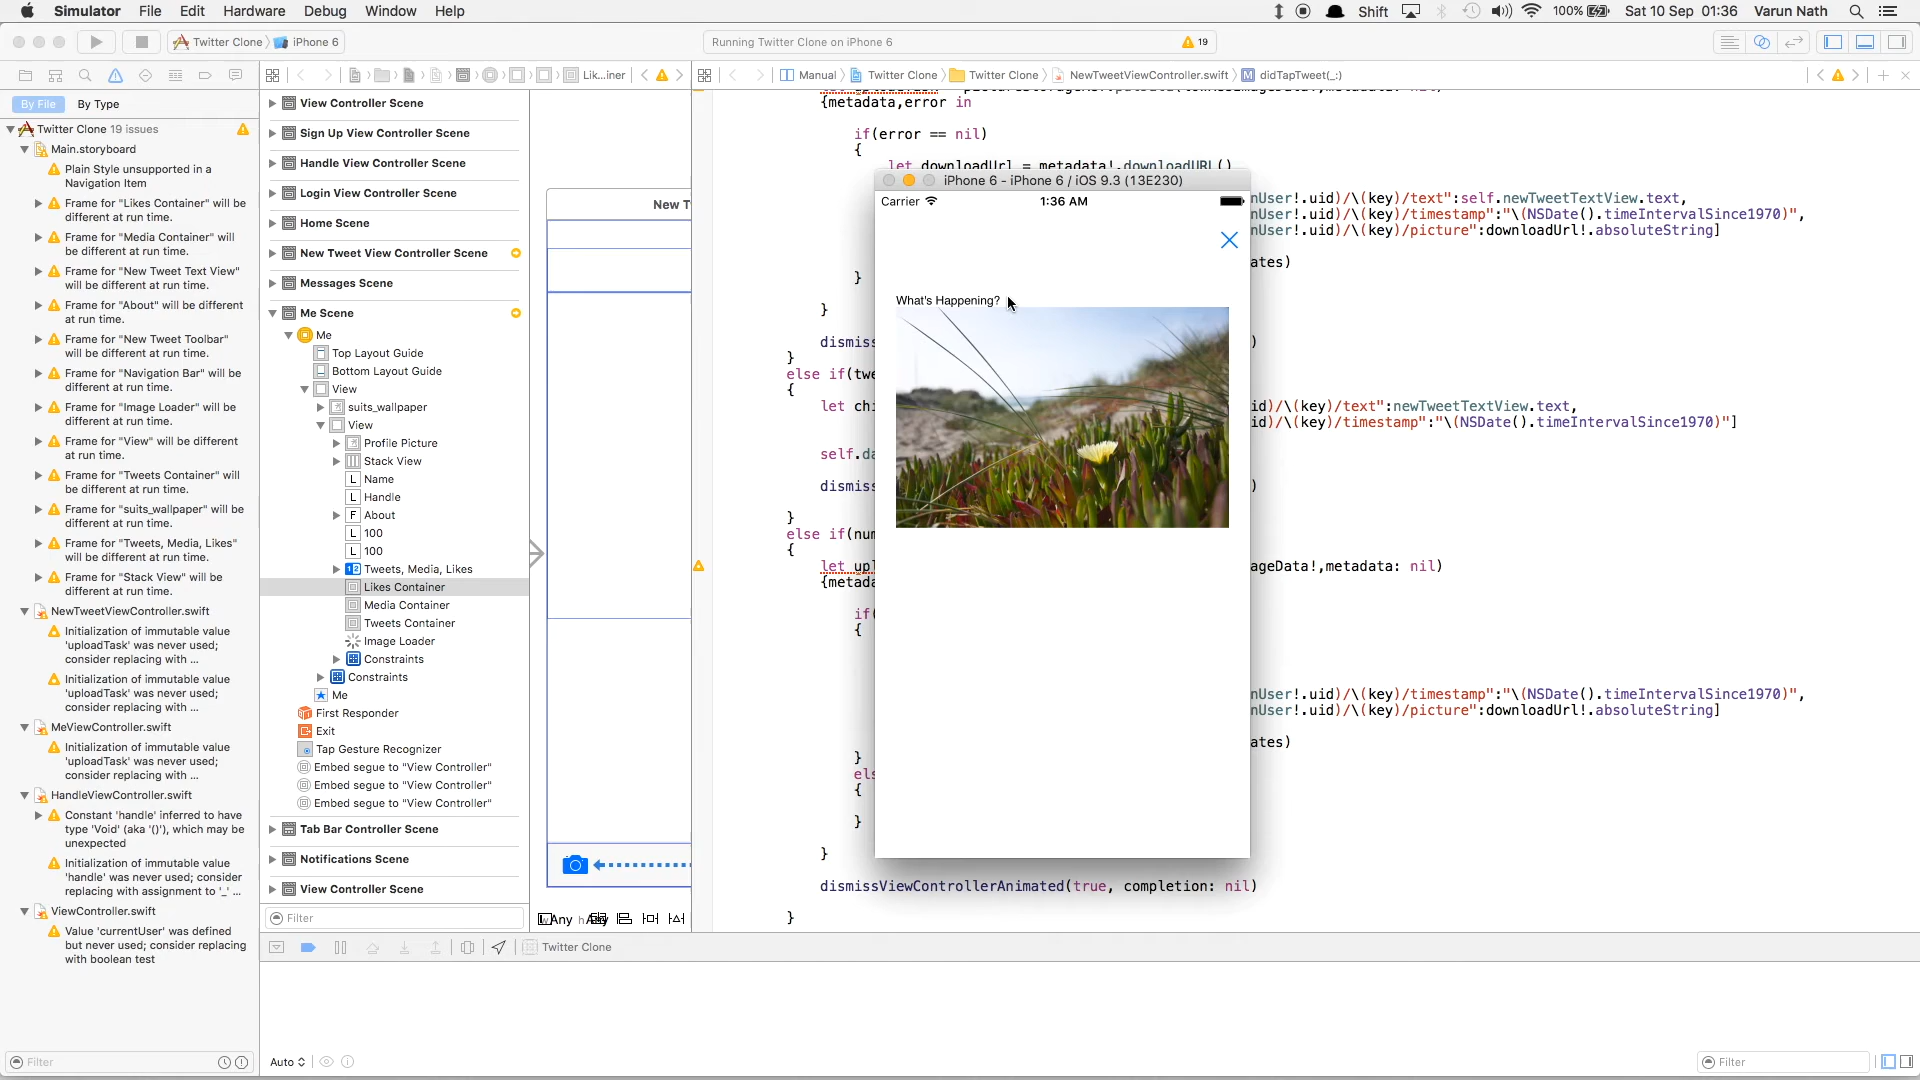 Simulator File Edit Hardware Debug Window Help
Shift 100% Sat 10 Sep 01:36 Varun Nath
Twitter Clone iPhone 6
Running Twitter Clone on iPhone 6
19
Lik...iner
Manual Twitter Clone Twitter Clone NewTweetViewController.swift didTapTweet(_:)
By File By Type
Twitter Clone 19 issues
Main.storyboard
Plain Style unsupported in a
Navigation Item
Frame for "Likes Container" will be
different at run time.
Frame for "Media Container" will
be different at run time.
Frame for "New Tweet Text View"
will be different at run time.
Frame for "About" will be different
at run time.
Frame for "New Tweet Toolbar"
will be different at run time.
Frame for "Navigation Bar" will be
different at run time.
Frame for "Image Loader" will be
different at run time.
Frame for "View" will be different
at run time.
Frame for "Tweets Container" will
be different at run time.
Frame for "suits_wallpaper" will be
different at run time.
Frame for "Tweets, Media, Likes"
will be different at run time.
Frame for "Stack View" will be
different at run time.
NewTweetViewController.swift
Initialization of immutable value
'uploadTask' was never used;
consider replacing with ...
Initialization of immutable value
'uploadTask' was never used;
consider replacing with ...
MeViewController.swift
Initialization of immutable value
'uploadTask' was never used;
consider replacing with ...
HandleViewController.swift
Constant 'handle' inferred to have
type 'Void' (aka '()'), which may be
unexpected
Initialization of immutable value
'handle' was never used; consider
replacing with assignment to '_' ...
ViewController.swift
Value 'currentUser' was defined
but never used; consider replacing
with boolean test
Filter
View Controller Scene
Sign Up View Controller Scene
Handle View Controller Scene
Login View Controller Scene
Home Scene
New Tweet View Controller Scene
Messages Scene
Me Scene
Me
Top Layout Guide
Bottom Layout Guide
View
suits_wallpaper
View
Profile Picture
Stack View
L Name
L Handle
F About
L 100
L 100
1 2 Tweets, Media, Likes
Likes Container
Media Container
Tweets Container
Image Loader
Constraints
Constraints
Me
First Responder
Exit
Tap Gesture Recognizer
Embed segue to "View Controller"
Embed segue to "View Controller"
Embed segue to "View Controller"
Tab Bar Controller Scene
Notifications Scene
View Controller Scene
Filter
New T
wAny hAny
{metadata,error in
if(error == nil)
{
let downloadUrl = metadata!.downloadURL()
nUser!.uid)/\(key)/text":self.newTweetTextView.text,
nUser!.uid)/\(key)/timestamp":"\(NSDate().timeIntervalSince1970)",
nUser!.uid)/\(key)/picture":downloadUrl!.absoluteString]
ates)
}
}
dismiss )
}
else if(twe
{
let chi id)/\(key)/text":newTweetTextView.text,
id)/\(key)/timestamp":"\(NSDate().timeIntervalSince1970)"]
self.da
dismiss )
}
else if(num
{
let upl ageData!,metadata: nil)
{metada
if(
{
nUser!.uid)/\(key)/timestamp":"\(NSDate().timeIntervalSince1970)",
nUser!.uid)/\(key)/picture":downloadUrl!.absoluteString]
ates)
}
els
{
}
}
dismissViewControllerAnimated(true, completion: nil)
}
iPhone 6 - iPhone 6 / iOS 9.3 (13E230)
Carrier 1:36 AM
What's Happening?
Twitter Clone
Auto
Filter